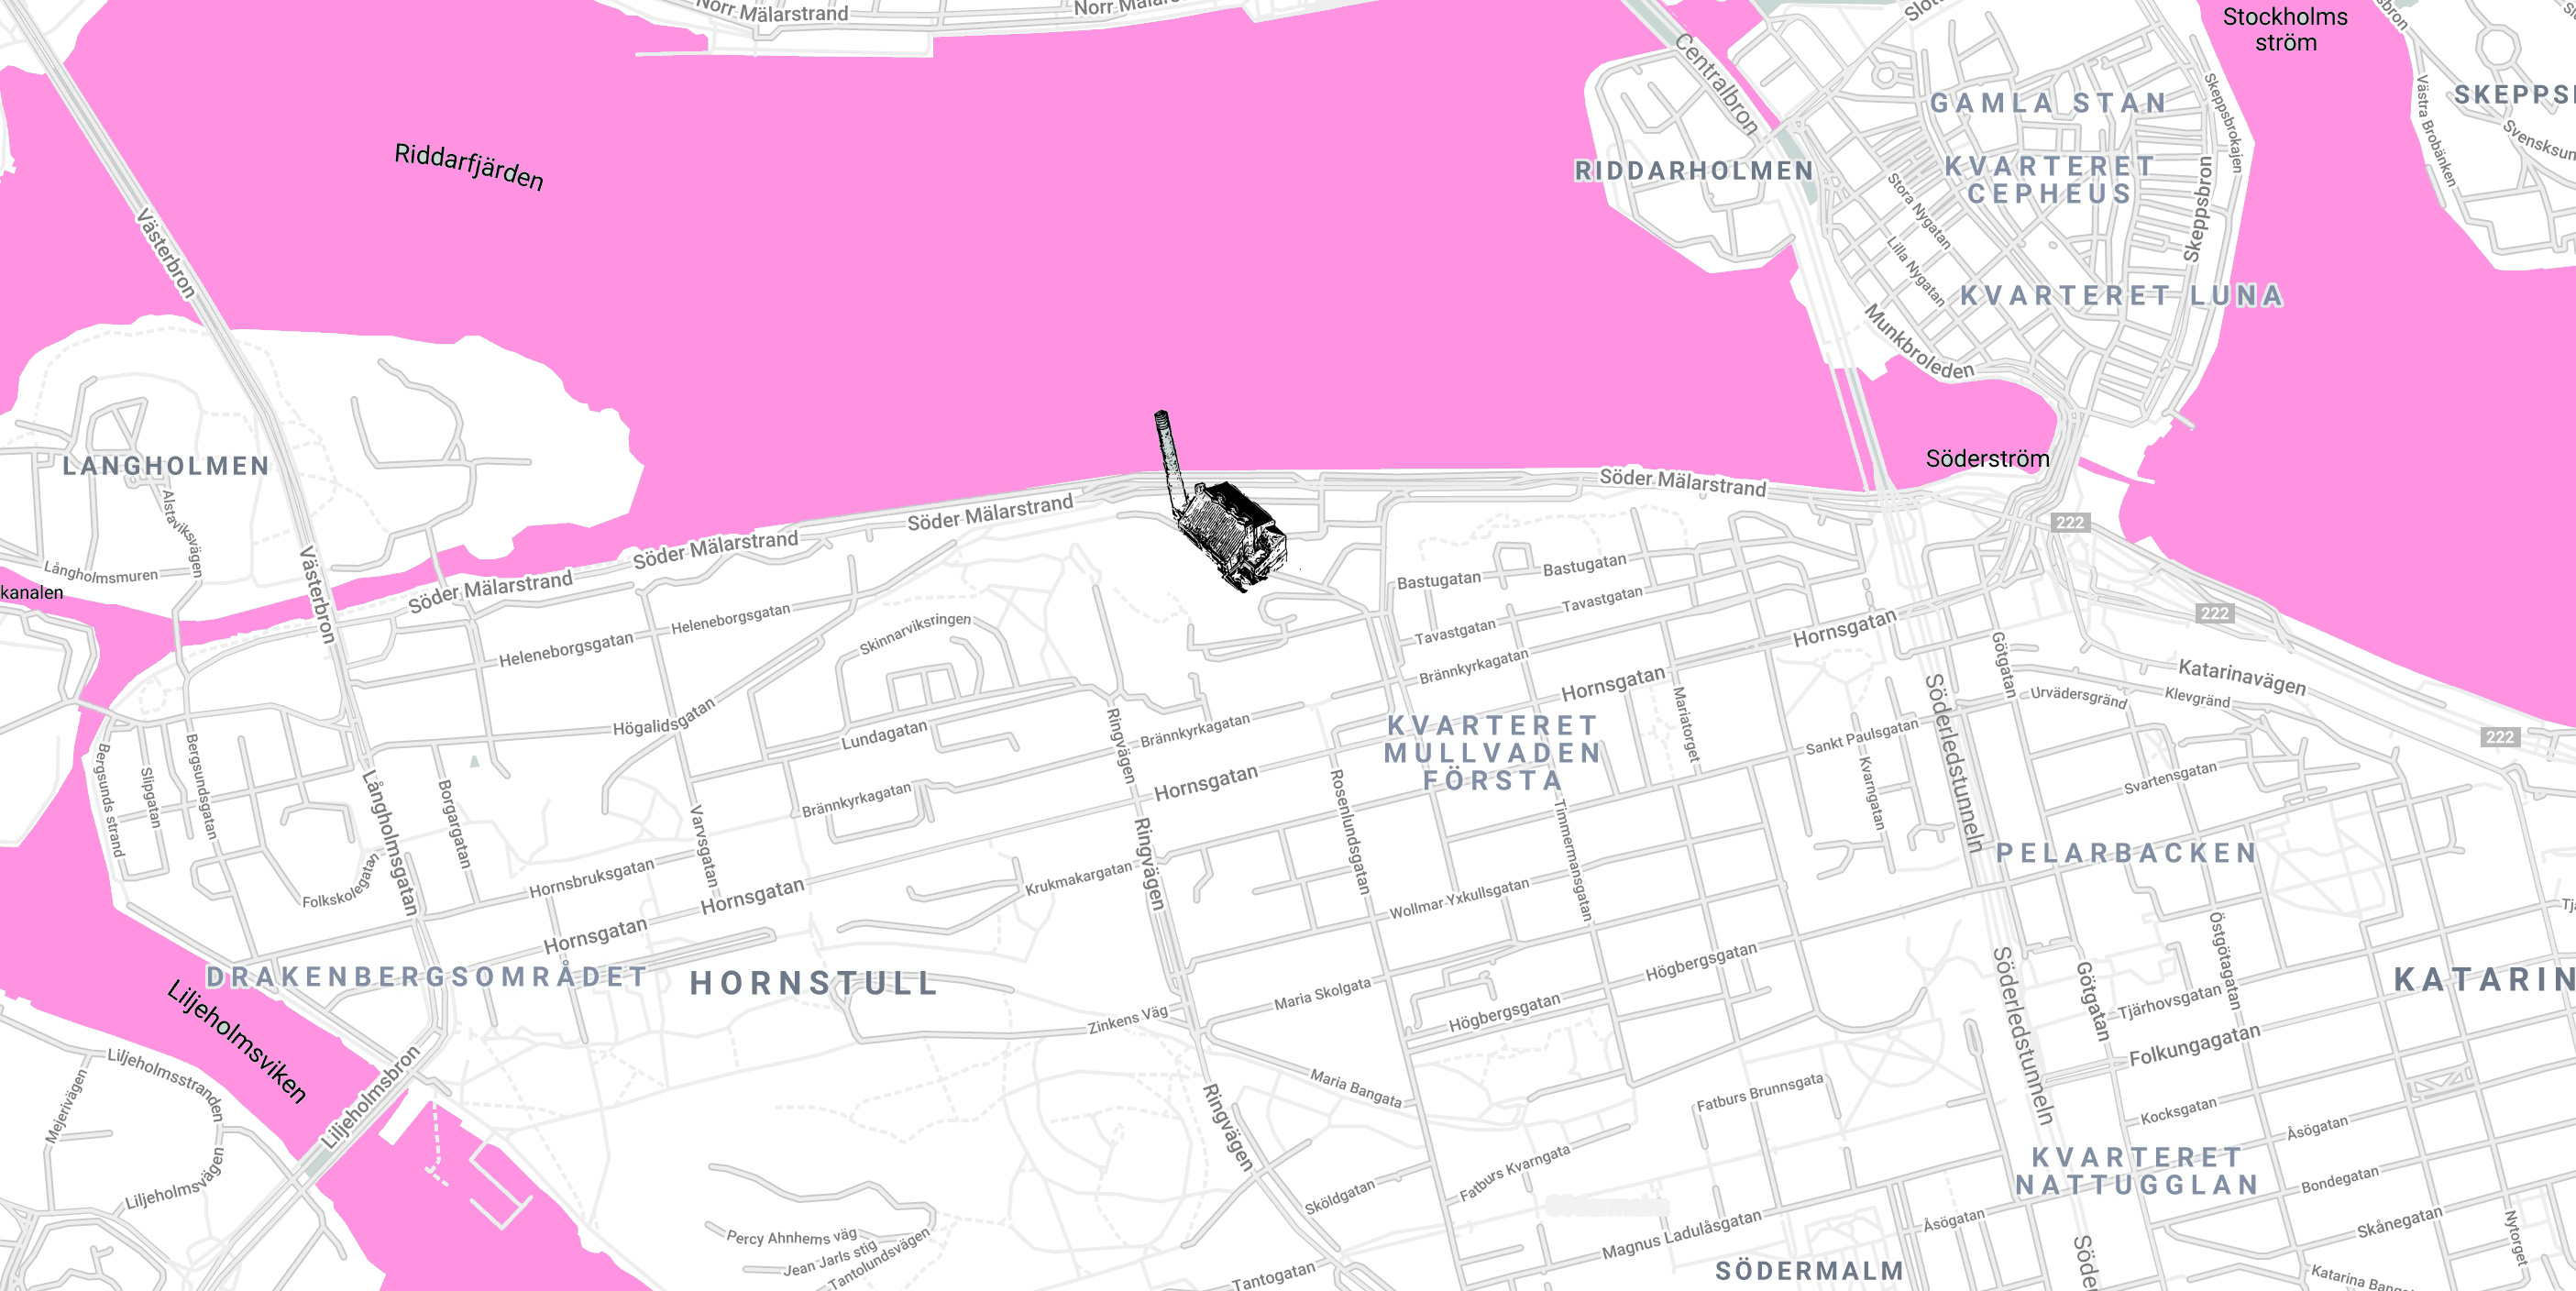 Norr Mälarstrand
Norr Mälars
Slot
Stockholms
ström
sbron
Centralbron
Västra Brobänken
SKEPPS
Svensksun
Skeppsbrokajen
GAMLA STAN
Riddarfjärden
RIDDARHOLMEN
KVARTERET
CEPHEUS
Stora Nygatan
Skeppsbron
Västerbron
Lilla Nygatan
KVARTERET LUNA
Munkbroleden
LÅNGHOLMEN
Söderström
Söder Mälarstrand
Söder Mälarstrand
Söder Mälarstrand
Söder Mälarstrand
222
Alstaviksvägen
Långholmsmuren
kanalen
Västerbron
Bastugatan
Bastugatan
Tavastgatan
Tavastgatan
222
Heleneborgsgatan
Heleneborgsgatan
Skinnarviksringen
Hornsgatan
Götgatan
Katarinavägen
Brännkyrkagatan
Hornsgatan
Mariatorget
Söderledstunneln
Urvädersgränd
Klevgränd
Högalidsgatan
Lundagatan
Ringvägen
Brännkyrkagatan
KVARTERET
MULLVADEN
FÖRSTA
Sankt Paulsgatan
222
Bergsunds strand
Slipgatan
Bergsundsgatan
Långholmsgatan
Borgargatan
Varvsgatan
Brännkyrkagatan
Hornsgatan
Rosenlundsgatan
Timmermansgatan
Kvarngatan
Svartensgatan
Ringvägen
PELARBACKEN
Folkskolegatan
Hornsbruksgatan
Hornsgatan
Krukmakargatan
Wollmar Yxkullsgatan
Hornsgatan
Östgötagatan
Tj
DRAKENBERGSOMRÅDET
HORNSTULL
Högbergsgatan
Maria Skolgata
Högbergsgatan
Söderledstunneln
Götgatan
KATARIN
Liljeholmsviken
Zinkens Väg
Tjärhovsgatan
Folkungagatan
Liljeholmsstranden
Mejerivägen
Liljeholmsbron
Maria Bangata
Ringvägen
Fatburs Brunnsgata
Kocksgatan
Åsögatan
Liljeholmsvägen
Sköldgatan
Fatburs Kvarngata
KVARTERET
NATTUGGLAN
Bondegatan
Percy Ahnhems väg
Jean Jarls stig
Tantolundsvägen
Magnus Ladulåsgatan
Åsögatan
Skånegatan
Nytorget
Tantogatan
SÖDERMALM
Söder
Katarina Bang